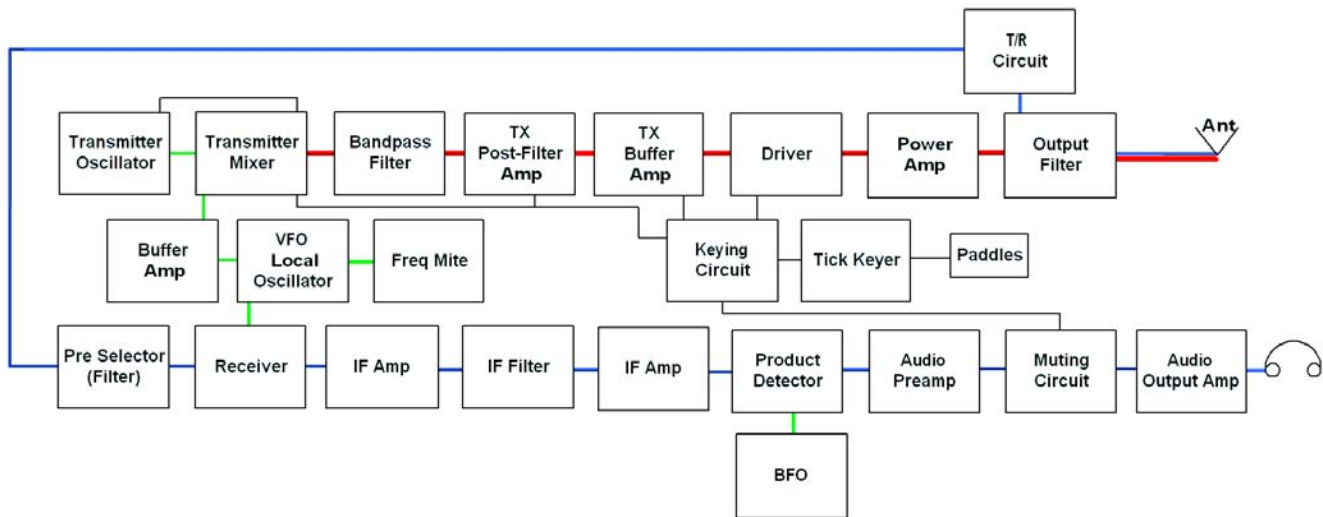 T/R
Circuit
Transmitter
Oscillator
Transmitter
Mixer
Bandpass
Filter
TX
Post-Filter
Amp
TX
Buffer
Amp
Driver
Power
Amp
Output
Filter
Ant
Buffer
Amp
VFO
Local
Oscillator
Freq Mite
Keying
Circuit
Tick Keyer
Paddles
Pre Selector
(Filter)
Receiver
IF Amp
IF Filter
IF Amp
Product
Detector
Audio
Preamp
Muting
Circuit
Audio
Output Amp
BFO